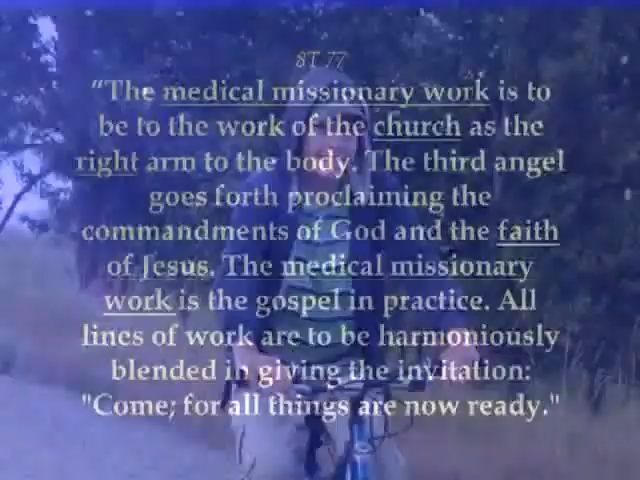 8T 77
“The medical missionary work is to
be to the work of the church as the
right arm to the body. The third angel
goes forth proclaiming the
commandments of God and the faith
of Jesus. The medical missionary
work is the gospel in practice. All
lines of work are to be harmoniously
blended in giving the invitation:
"Come; for all things are now ready."